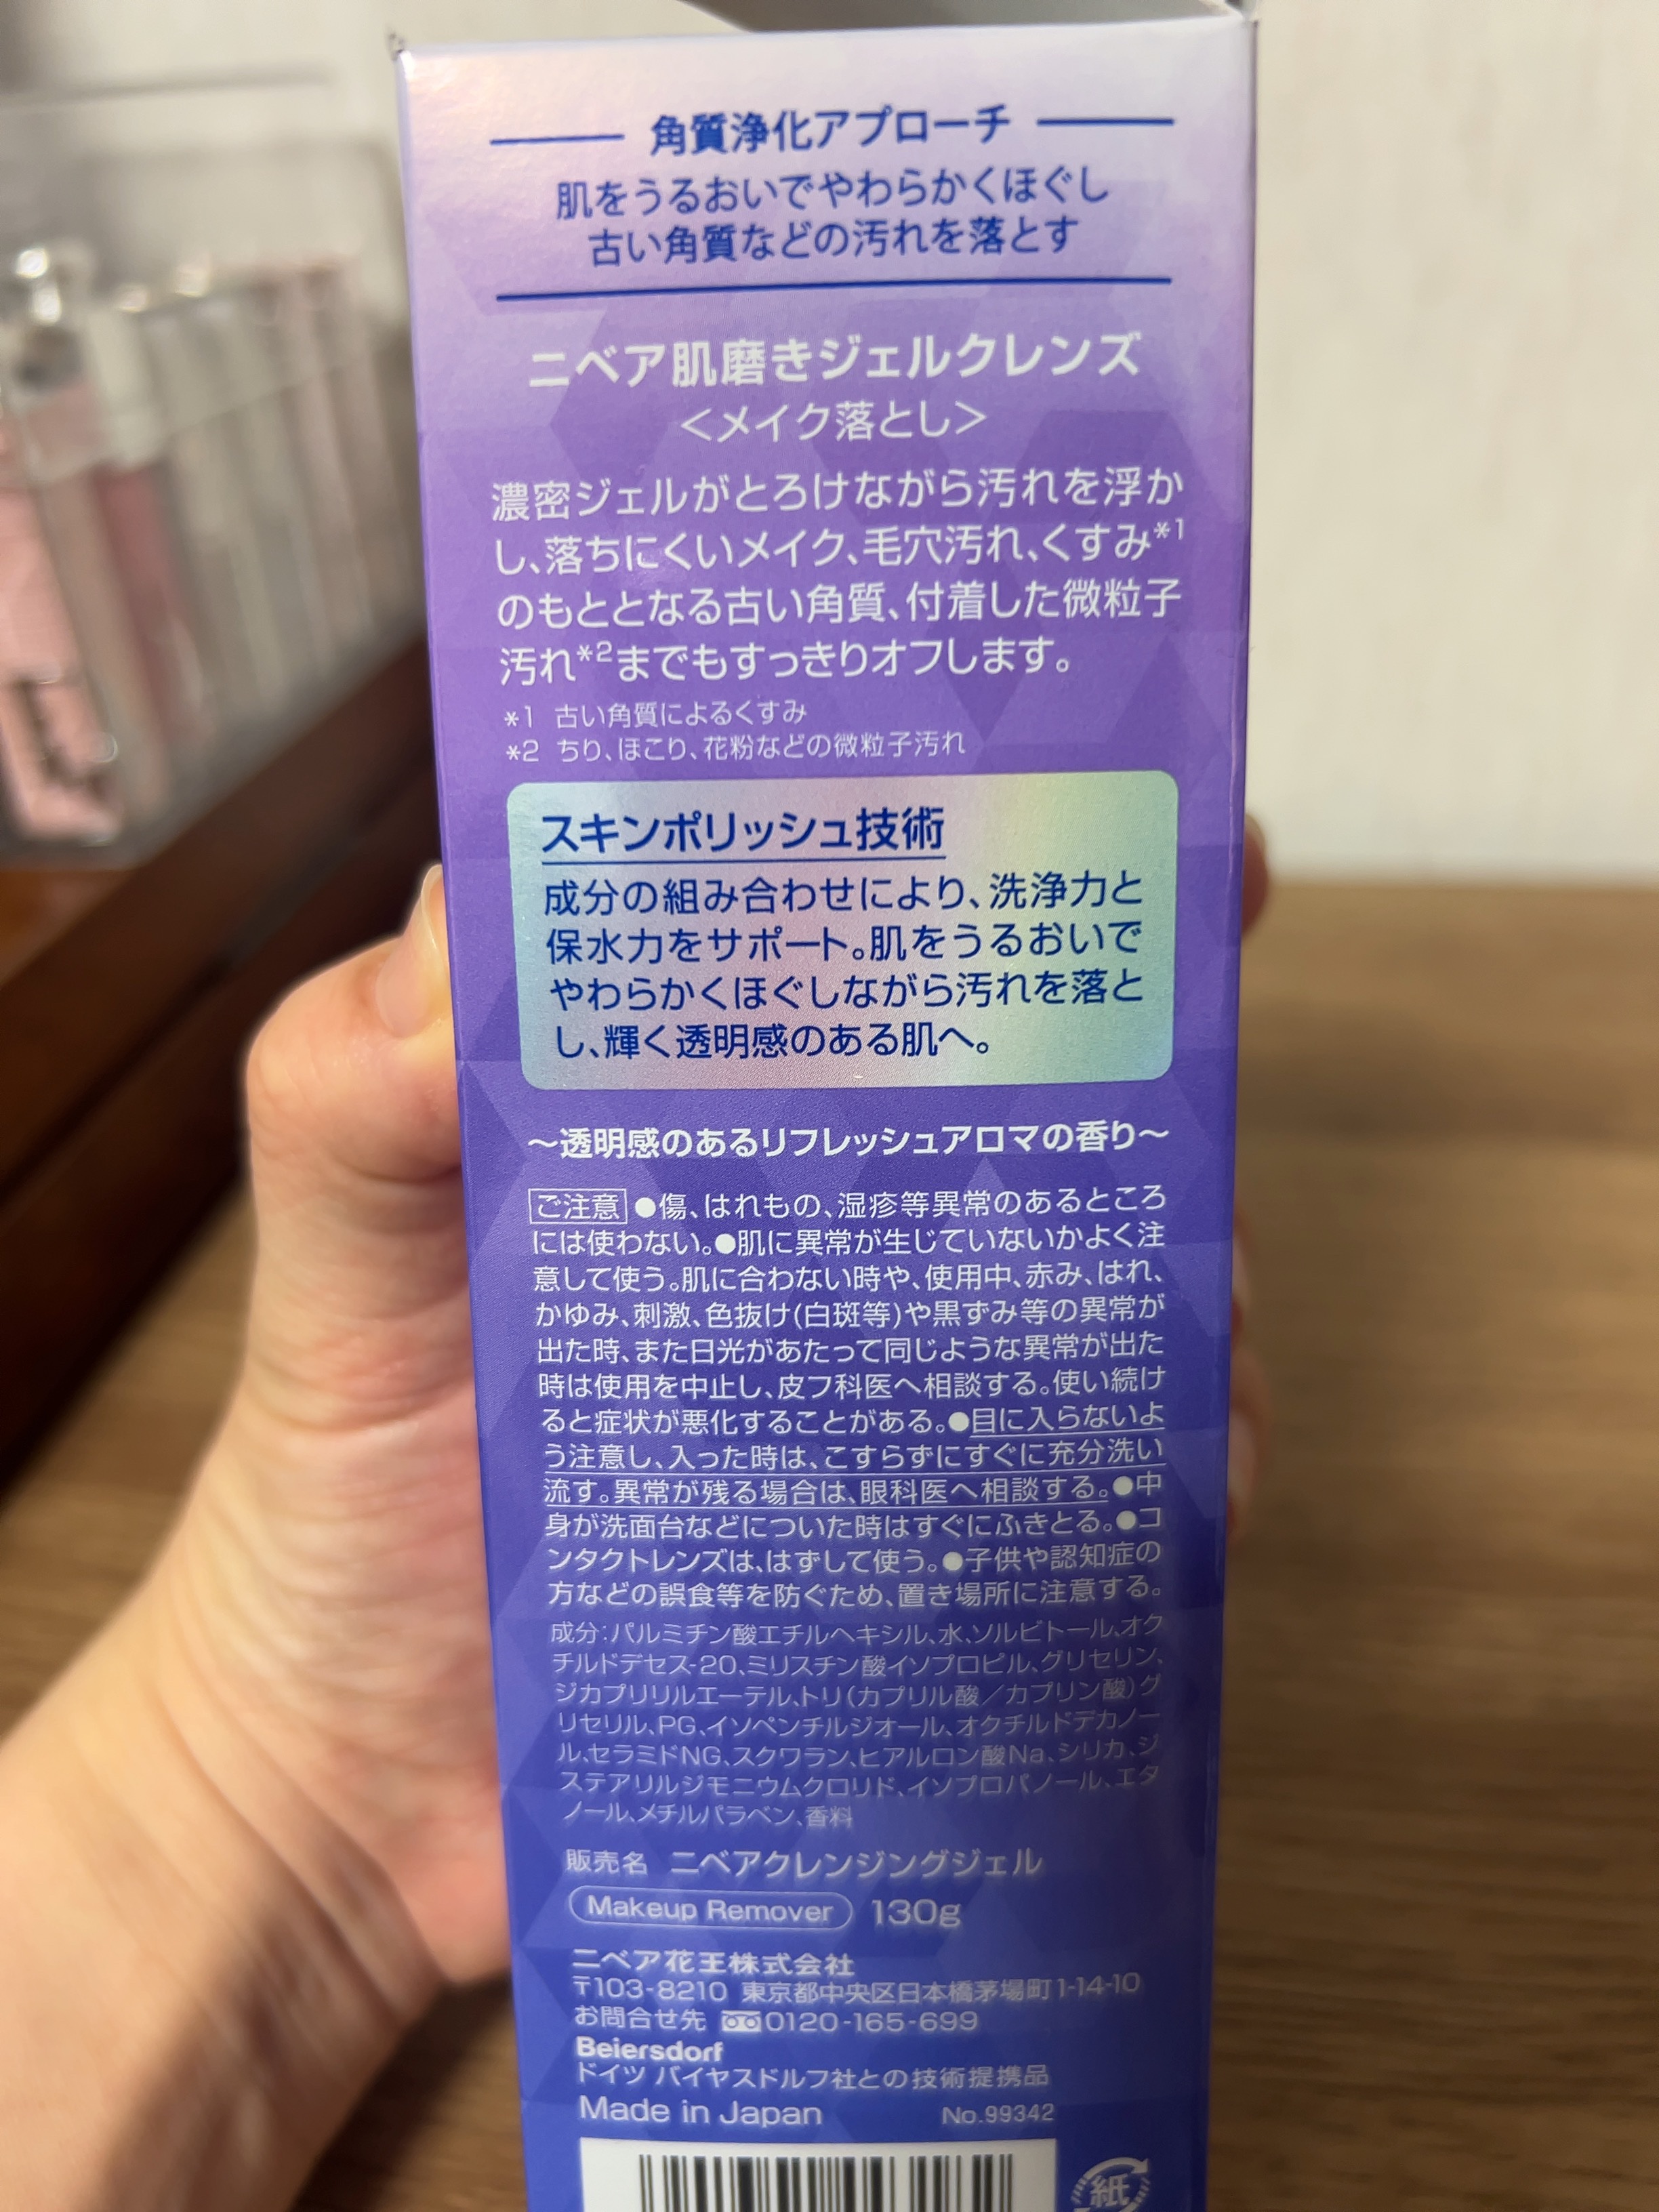 角質浄化アプローチ
肌をうるおいでやわらかくほぐし
古い角質などの汚れを落とす
ニベア肌磨きジェルクレンズ
＜メイク落とし＞
濃密ジェルがとろけながら汚れを浮か
し、落ちにくいメイク、毛穴汚れ、くすみ*1
のもととなる古い角質、付着した微粒子
汚れ*2までもすっきりオフします。
*1 古い角質によるくすみ
*2 ちり、ほこり、花粉などの微粒子汚れ
スキンポリッシュ技術
成分の組み合わせにより、洗浄力と
保水力をサポート。肌をうるおいで
やわらかくほぐしながら汚れを落と
し、輝く透明感のある肌へ。
～透明感のあるリフレッシュアロマの香り～
ご注意 ●傷、はれもの、湿疹等異常のあるところ
には使わない。●肌に異常が生じていないかよく注
意して使う。肌に合わない時や、使用中、赤み、はれ、
かゆみ、刺激、色抜け(白斑等)や黒ずみ等の異常が
出た時、また日光があたって同じような異常が出た
時は使用を中止し、皮フ科医へ相談する。使い続け
ると症状が悪化することがある。●目に入らないよ
う注意し、入った時は、こすらずにすぐに充分洗い
流す。異常が残る場合は、眼科医へ相談する。●中
身が洗面台などについた時はすぐにふきとる。●コ
ンタクトレンズは、はずして使う。●子供や認知症の
方などの誤食等を防ぐため、置き場所に注意する。
成分：パルミチン酸エチルヘキシル、水、ソルビトール、オク
チルドデセス-20、ミリスチン酸イソプロピル、グリセリン、
ジカプリリルエーテル、トリ(カプリル酸／カプリン酸)グ
リセリル、PG、イソペンチルジオール、オクチルドデカノー
ル、セラミドNG、スクワラン、ヒアルロン酸Na、シリカ、ジ
ステアリルジモニウムクロリド、イソプロパノール、エタ
ノール、メチルパラベン、香料
販売名 ニベアクレンジングジェル
Makeup Remover 130g
ニベア花王株式会社
〒103-8210 東京都中央区日本橋茅場町1-14-10
お問合せ先 0120-165-699
Beiersdorf
ドイツ バイヤスドルフ社との技術提携品
Made in Japan No.99342
紙